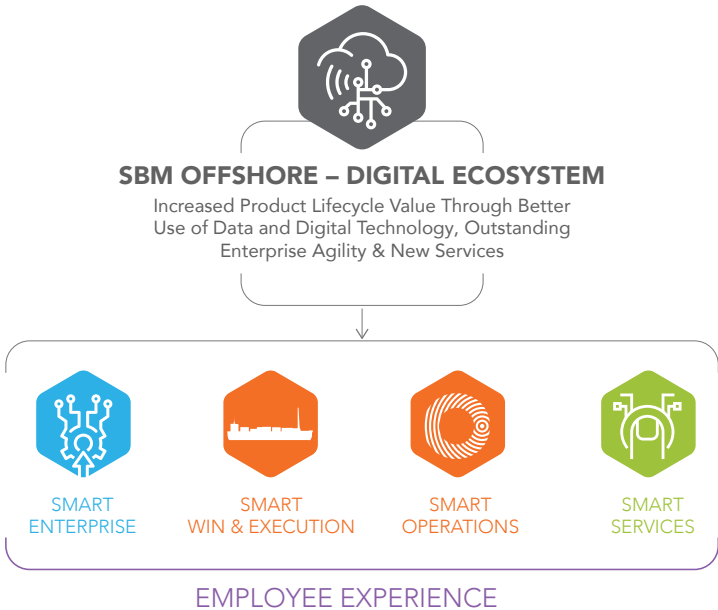 SBM OFFSHORE – DIGITAL ECOSYSTEM
Increased Product Lifecycle Value Through Better
Use of Data and Digital Technology, Outstanding
Enterprise Agility & New Services
SMART
ENTERPRISE
SMART
WIN & EXECUTION
SMART
OPERATIONS
SMART
SERVICES
EMPLOYEE EXPERIENCE